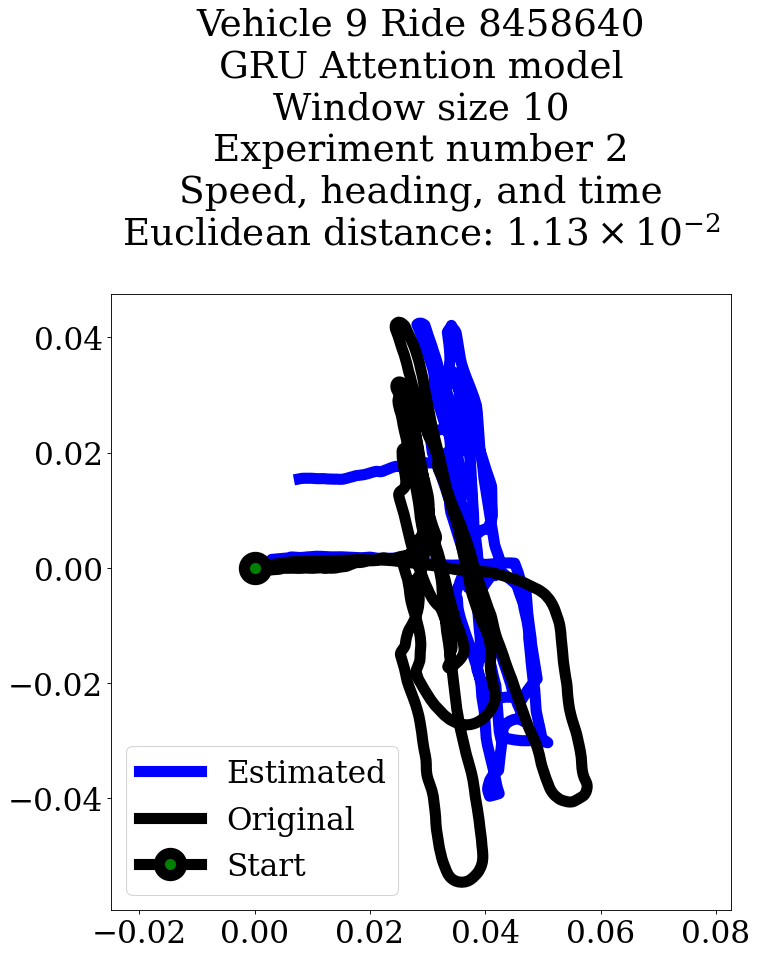 Vehicle 9 Ride 8458640
GRU Attention model
Window size 10
Experiment number 2
Speed, heading, and time
Euclidean distance: 1.13 × 10⁻²
0.04
0.02
0.00
−0.02
−0.04
Estimated
Original
Start
−0.02 0.00 0.02 0.04 0.06 0.08